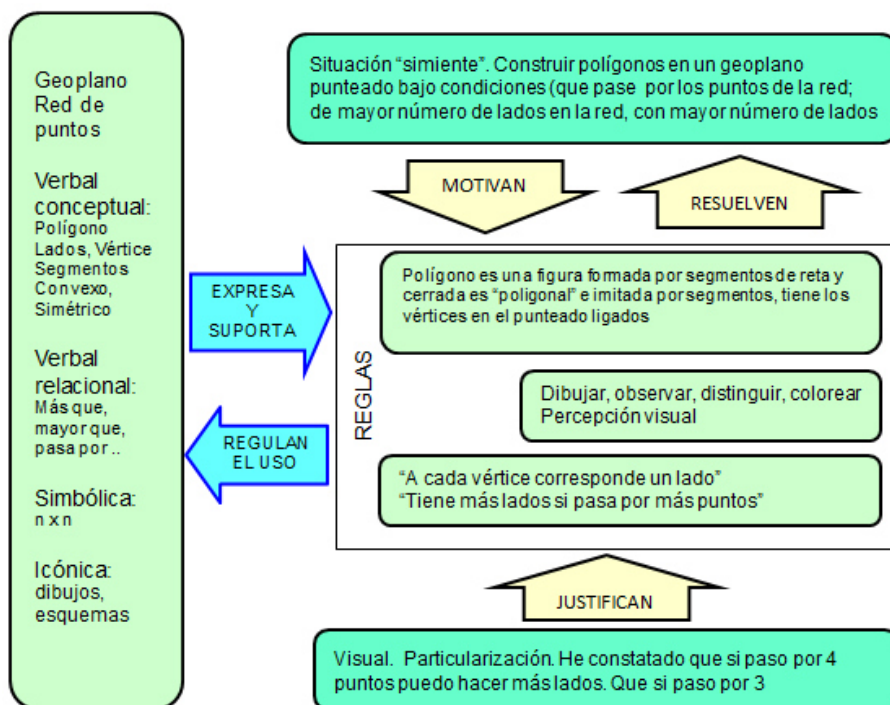 Geoplano
Red de
puntos
Verbal
conceptual:
Polígono
Lados, Vértice
Segmentos
Convexo,
Simétrico
Verbal
relacional:
Más que,
mayor que,
pasa por ..
Simbólica:
n x n
Icónica:
dibujos,
esquemas
Situación “simiente”. Construir polígonos en un geoplano
punteado bajo condiciones (que pase por los puntos de la red;
de mayor número de lados en la red, con mayor número de lados
MOTIVAN
RESUELVEN
EXPRESA
Y
SUPORTA
REGULAN
EL USO
REGLAS
Polígono es una figura formada por segmentos de reta y
cerrada es “poligonal” e imitada por segmentos, tiene los
vértices en el punteado ligados
Dibujar, observar, distinguir, colorear
Percepción visual
“A cada vértice corresponde un lado”
“Tiene más lados si pasa por más puntos”
JUSTIFICAN
Visual. Particularización. He constatado que si paso por 4
puntos puedo hacer más lados. Que si paso por 3